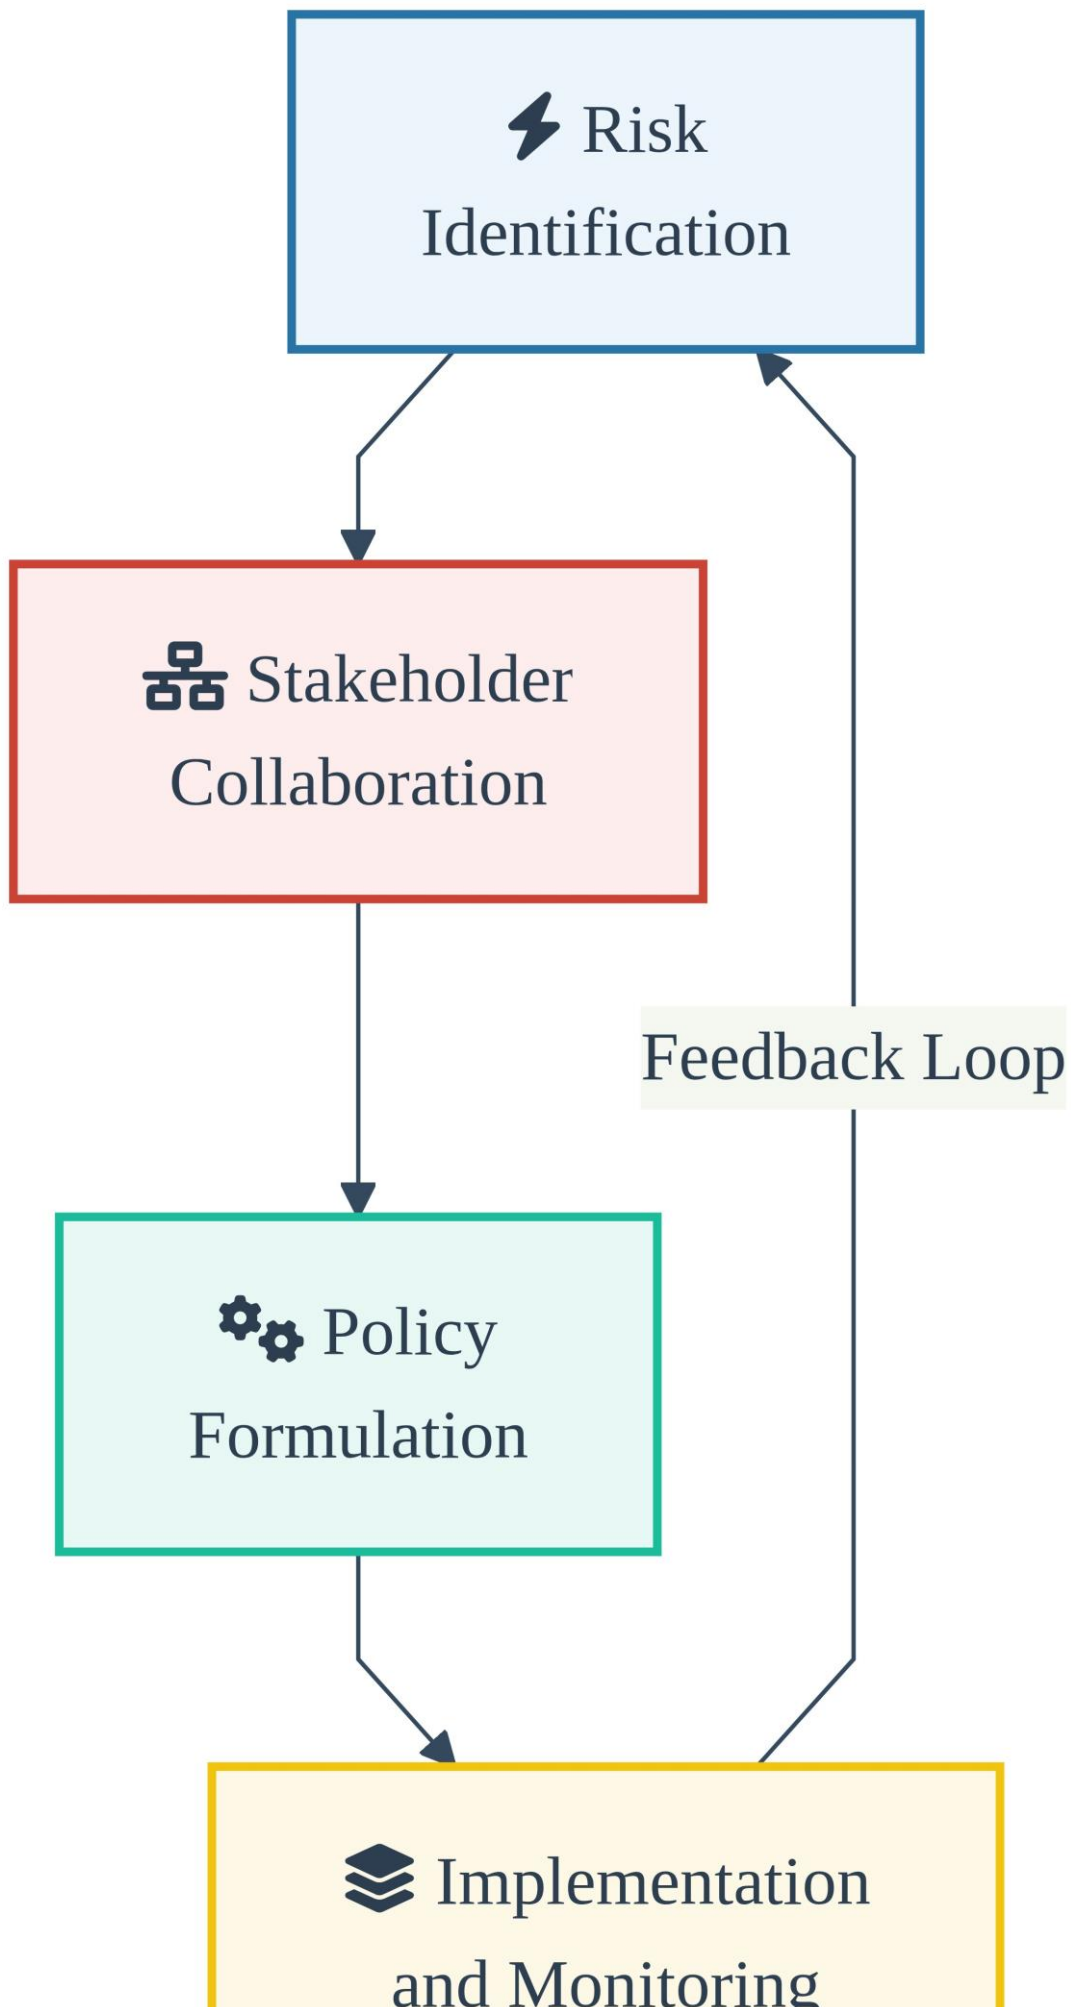 Risk
Identification
Stakeholder
Collaboration
Feedback Loop
Policy
Formulation
Implementation
and Monitoring